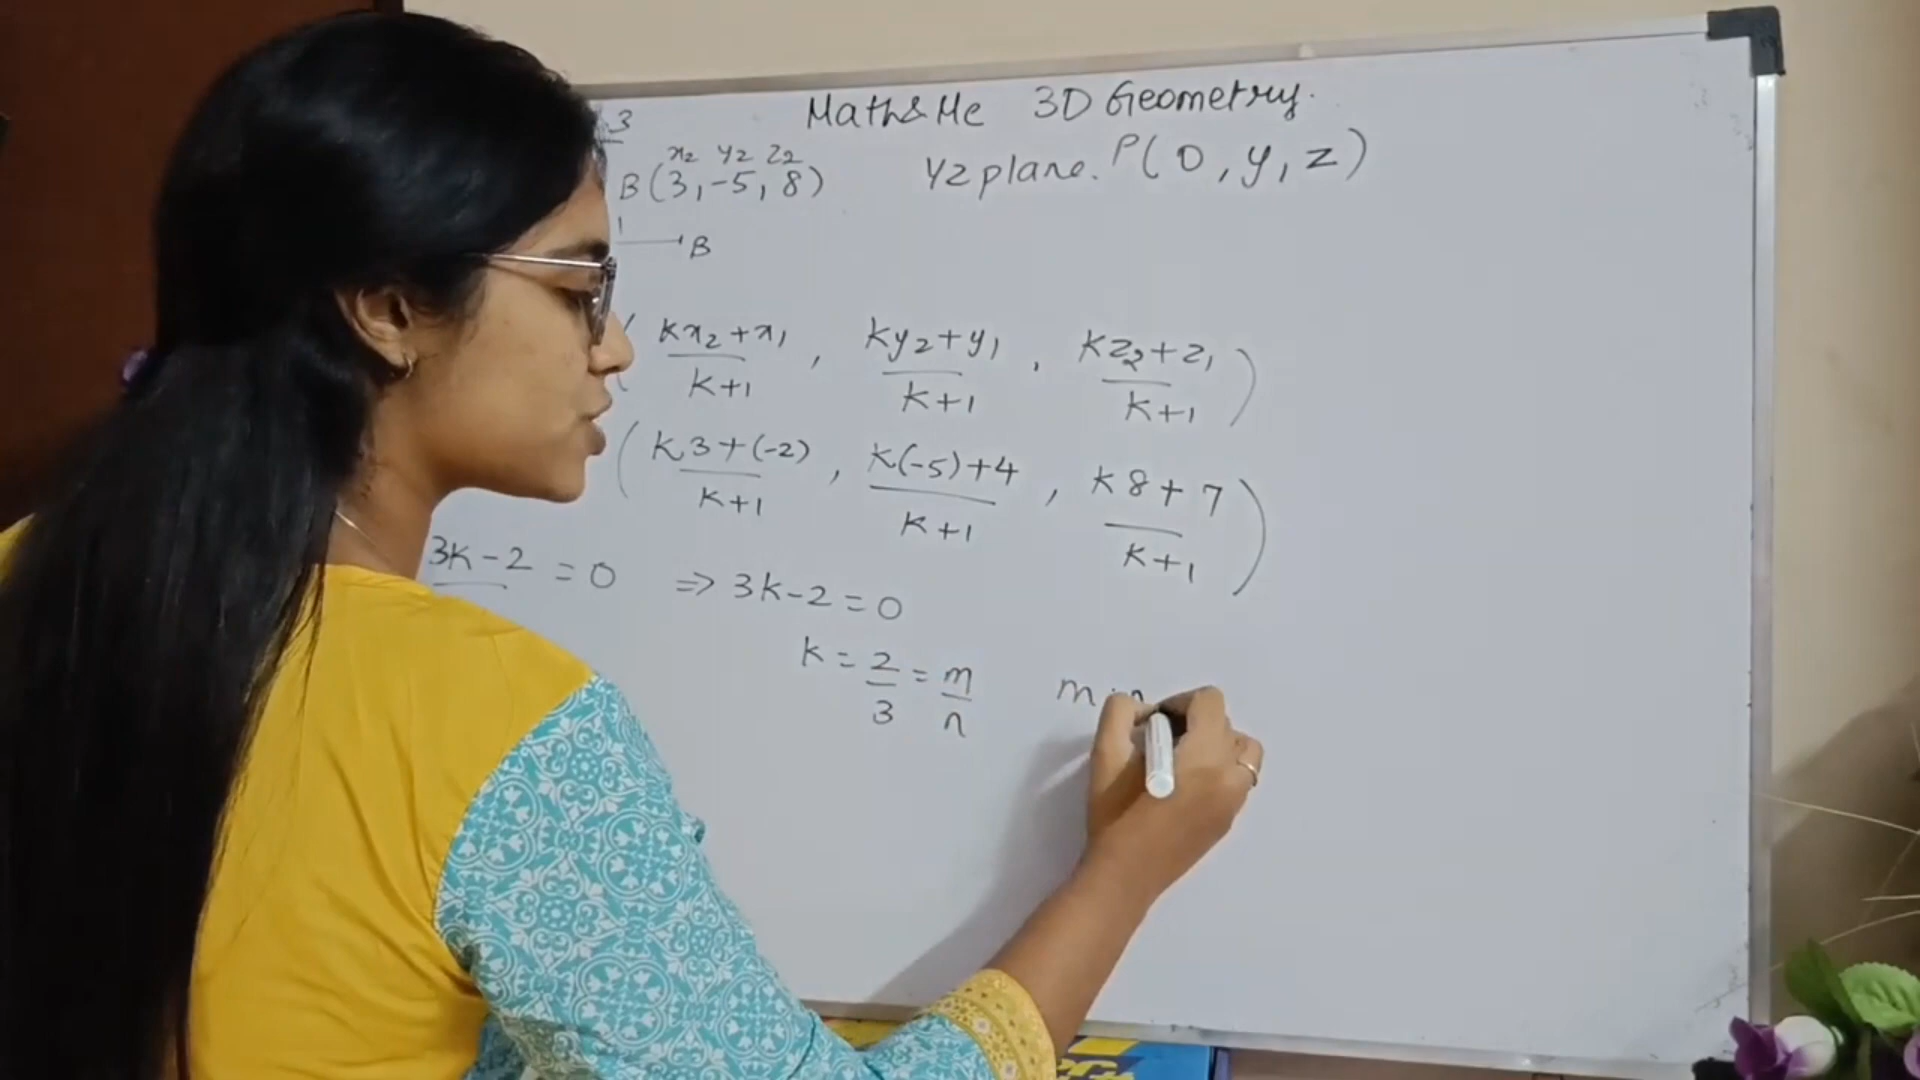 Math&Me 3D Geometry.
3
x₂ y₂ z₂
B(3,-5, 8)
YZ plane. P(0, y, z)
B
( kx₂+x₁/k+1 , ky₂+y₁/k+1 , kz₂+z₁/k+1 )
( k3+(-2)/k+1 , k(-5)+4/k+1 , k8+7/k+1 )
3k-2 = 0 ⇒ 3k-2=0
k = 2/3 = m/n m:n